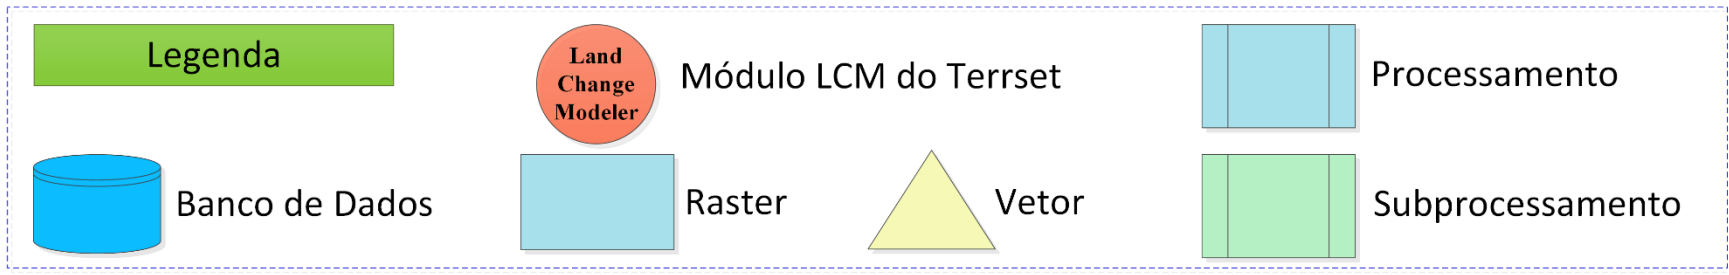 Legenda
Land
Change
Modeler
Módulo LCM do Terrset
Processamento
Banco de Dados
Raster
Vetor
Subprocessamento